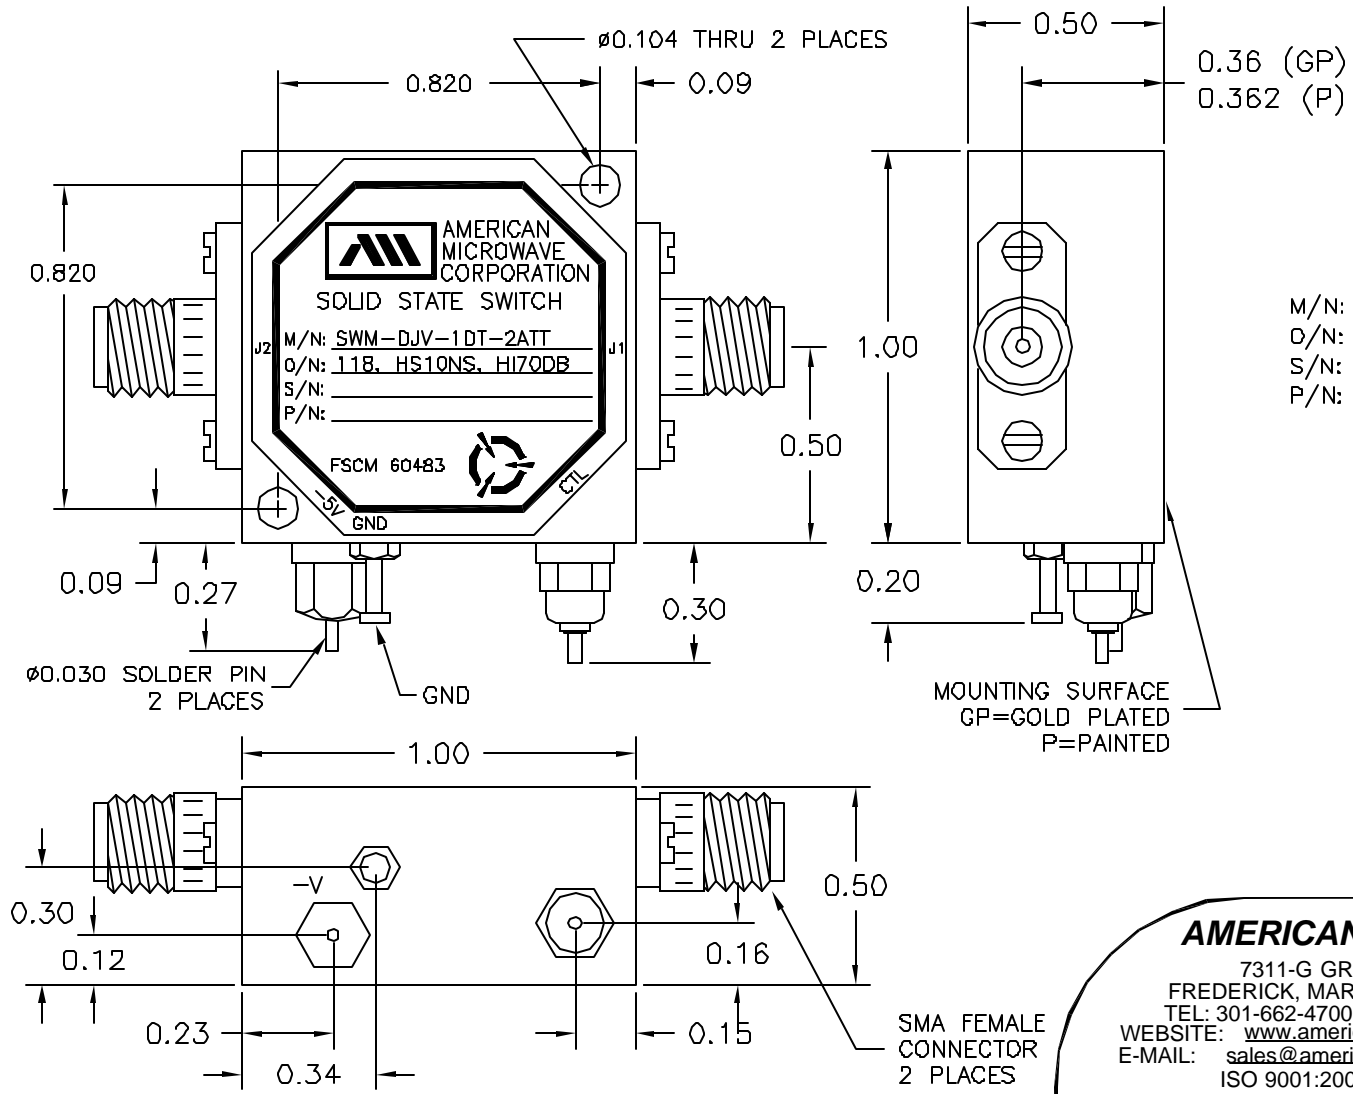 ø0.104 THRU 2 PLACES
0.820
0.09
0.50
0.36 (GP)
0.362 (P)
0.820
AMERICAN
MICROWAVE
CORPORATION
SOLID STATE SWITCH
M/N: SWM-DJV-1DT-2ATT
O/N: 118, HS10NS, HI70DB
S/N:
P/N:
J2
J1
FSCM 60483
-5V
GND
CTL
1.00
0.50
M/N:
O/N:
S/N:
P/N:
0.09
0.27
0.30
0.20
ø0.030 SOLDER PIN
2 PLACES
GND
MOUNTING SURFACE
GP=GOLD PLATED
P=PAINTED
1.00
-V
0.30
0.12
0.50
0.16
0.23
0.15
0.34
SMA FEMALE
CONNECTOR
2 PLACES
AMERICAN
7311-G GR
FREDERICK, MAR
TEL: 301-662-4700
WEBSITE: www.ameri
E-MAIL: sales@ameri
ISO 9001:200